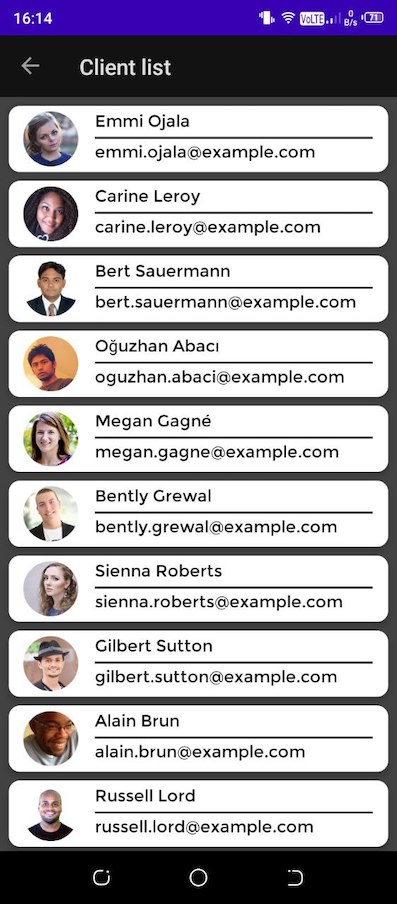 16:14 VoLTE 0 B/s 71
Client list
Emmi Ojala
emmi.ojala@example.com
Carine Leroy
carine.leroy@example.com
Bert Sauermann
bert.sauermann@example.com
Oğuzhan Abacı
oguzhan.abaci@example.com
Megan Gagné
megan.gagne@example.com
Bently Grewal
bently.grewal@example.com
Sienna Roberts
sienna.roberts@example.com
Gilbert Sutton
gilbert.sutton@example.com
Alain Brun
alain.brun@example.com
Russell Lord
russell.lord@example.com